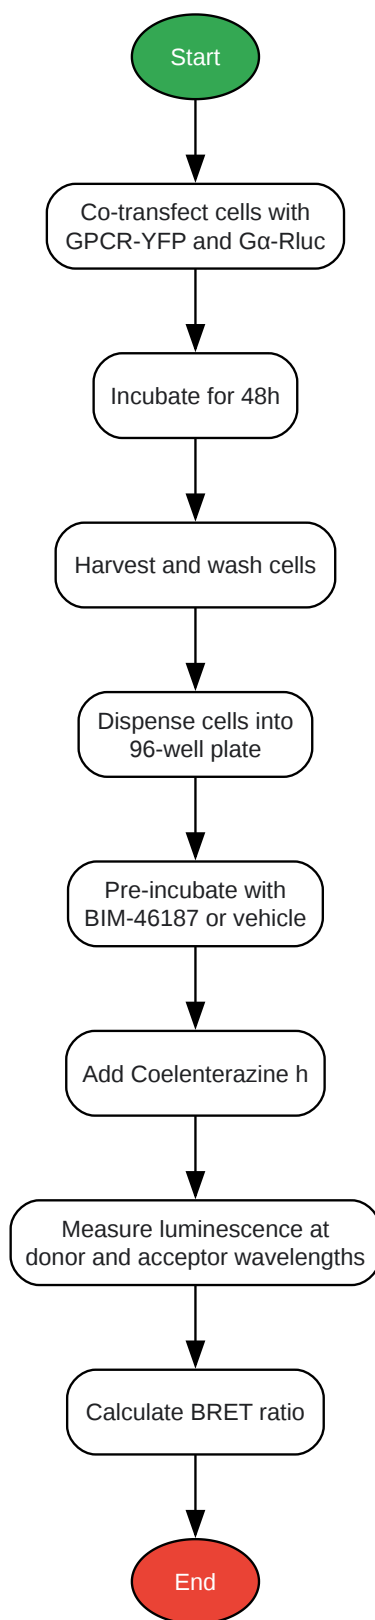 Start
Co-transfect cells with
GPCR-YFP and Gα-Rluc
Incubate for 48h
Harvest and wash cells
Dispense cells into
96-well plate
Pre-incubate with
BIM-46187 or vehicle
Add Coelenterazine h
Measure luminescence at
donor and acceptor wavelengths
Calculate BRET ratio
End